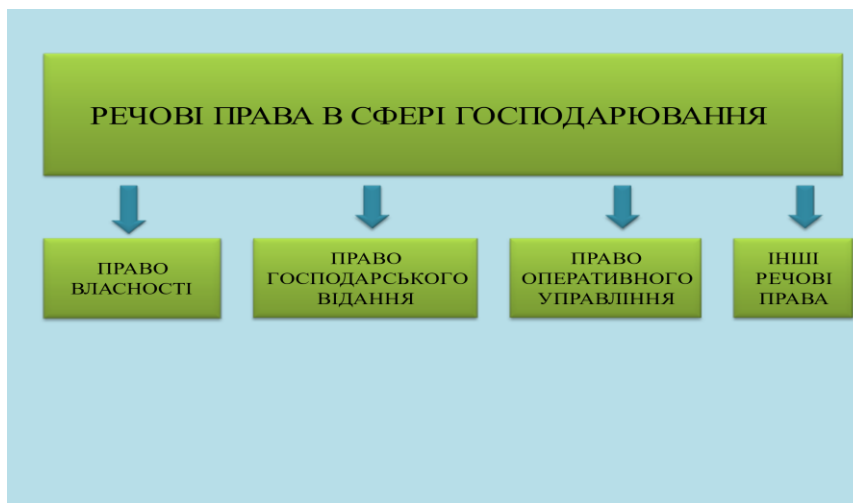 РЕЧОВІ ПРАВА В СФЕРІ ГОСПОДАРЮВАННЯ
ПРАВО
ВЛАСНОСТІ
ПРАВО
ГОСПОДАРСЬКОГО
ВІДАННЯ
ПРАВО
ОПЕРАТИВНОГО
УПРАВЛІННЯ
ІНШІ
РЕЧОВІ
ПРАВА